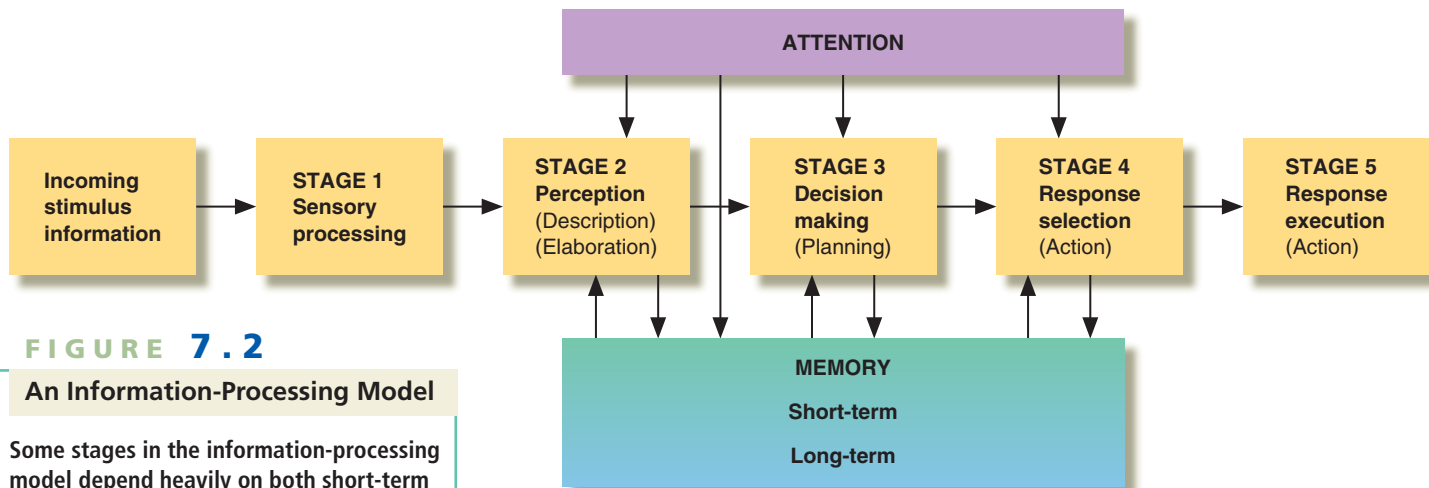 ATTENTION
Incoming
stimulus
information
STAGE 1
Sensory
processing
STAGE 2
Perception
(Description)
(Elaboration)
STAGE 3
Decision
making
(Planning)
STAGE 4
Response
selection
(Action)
STAGE 5
Response
execution
(Action)
MEMORY
Short-term
Long-term
FIGURE 7.2
An Information-Processing Model
Some stages in the information-processing
model depend heavily on both short-term